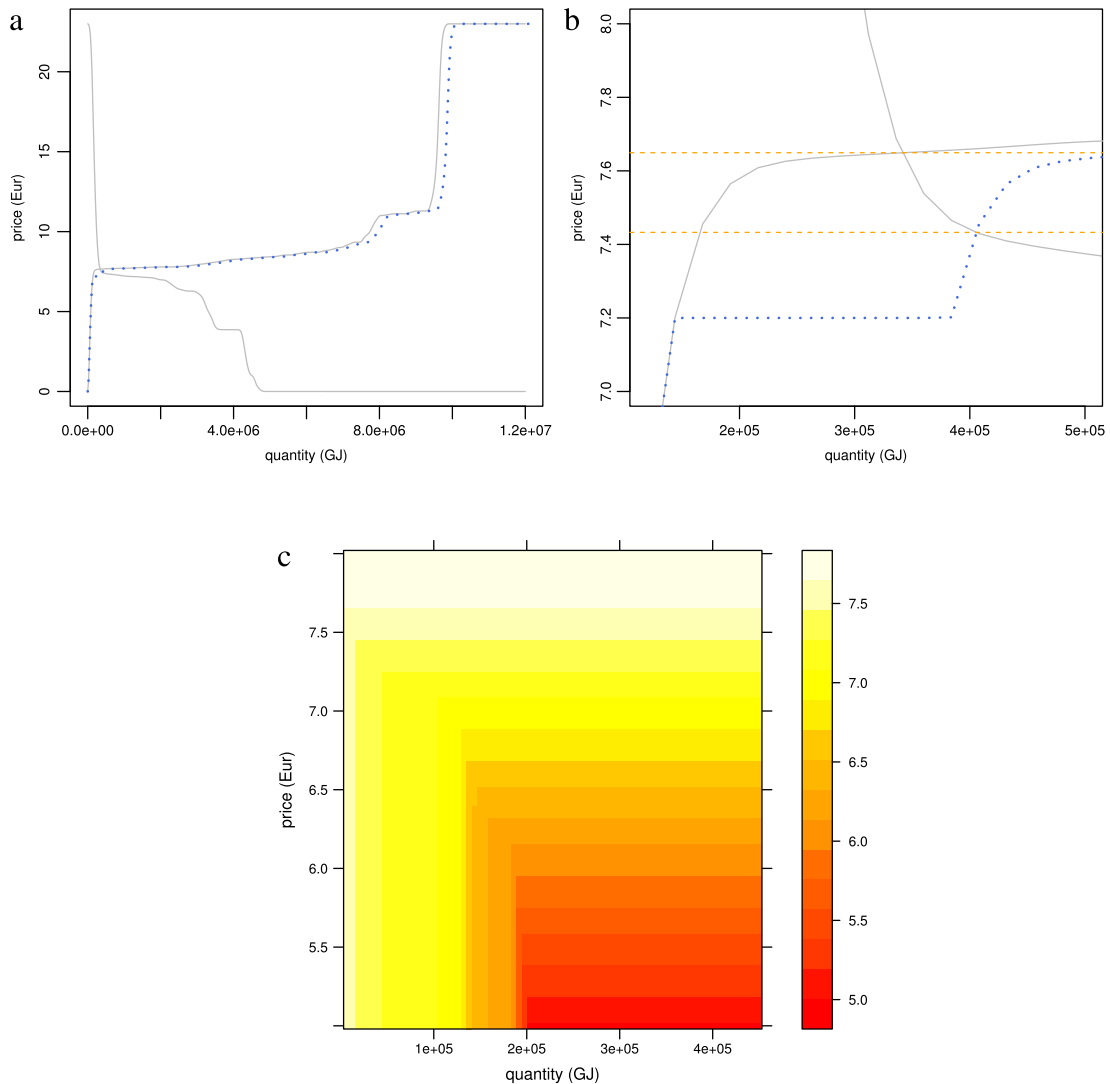 a
price (Eur)
0
5
10
15
20
0.0e+00
4.0e+06
8.0e+06
1.2e+07
quantity (GJ)
b
price (Eur)
7.0
7.2
7.4
7.6
7.8
8.0
2e+05
3e+05
4e+05
5e+05
quantity (GJ)
c
price (Eur)
7.5
7.0
6.5
6.0
5.5
1e+05
2e+05
3e+05
4e+05
quantity (GJ)
7.5
7.0
6.5
6.0
5.5
5.0